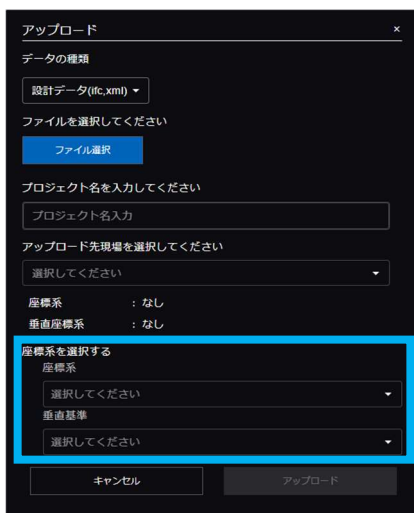 アップロード ×
データの種類
設計データ(ifc,xml)
ファイルを選択してください
ファイル選択
プロジェクト名を入力してください
プロジェクト名入力
アップロード先現場を選択してください
選択してください
座標系 : なし
垂直座標系 : なし
座標系を選択する
座標系
選択してください
垂直基準
選択してください
キャンセル アップロード